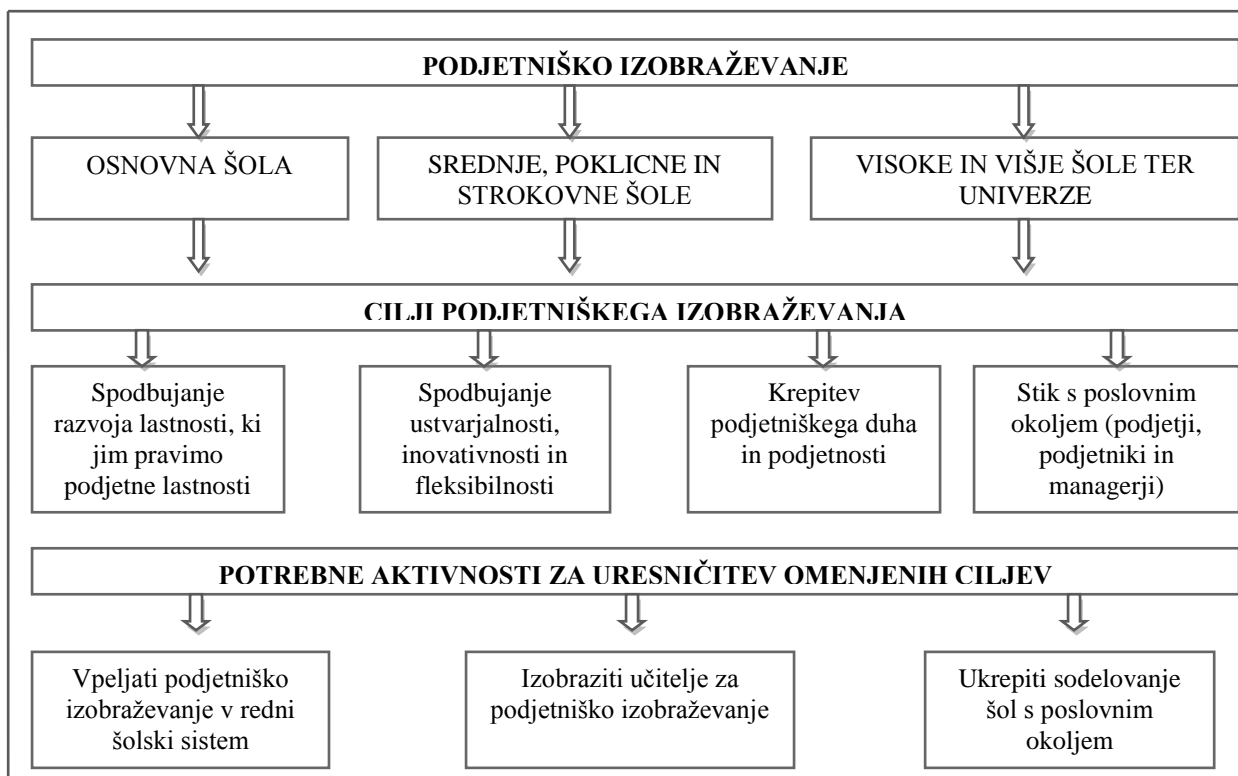 PODJETNIŠKO IZOBRAŽEVANJE
OSNOVNA ŠOLA
SREDNJE, POKLICNE IN
STROKOVNE ŠOLE
VISOKE IN VIŠJE ŠOLE TER
UNIVERZE
CILJI PODJETNIŠKEGA IZOBRAŽEVANJA
Spodbujanje
razvoja lastnosti, ki
jim pravimo
podjetne lastnosti
Spodbujanje
ustvarjalnosti,
inovativnosti in
fleksibilnosti
Krepitev
podjetniškega duha
in podjetnosti
Stik s poslovnim
okoljem (podjetji,
podjetniki in
managerji)
POTREBNE AKTIVNOSTI ZA URESNIČITEV OMENJENIH CILJEV
Vpeljati podjetniško
izobraževanje v redni
šolski sistem
Izobraziti učitelje za
podjetniško izobraževanje
Ukrepiti sodelovanje
šol s poslovnim
okoljem